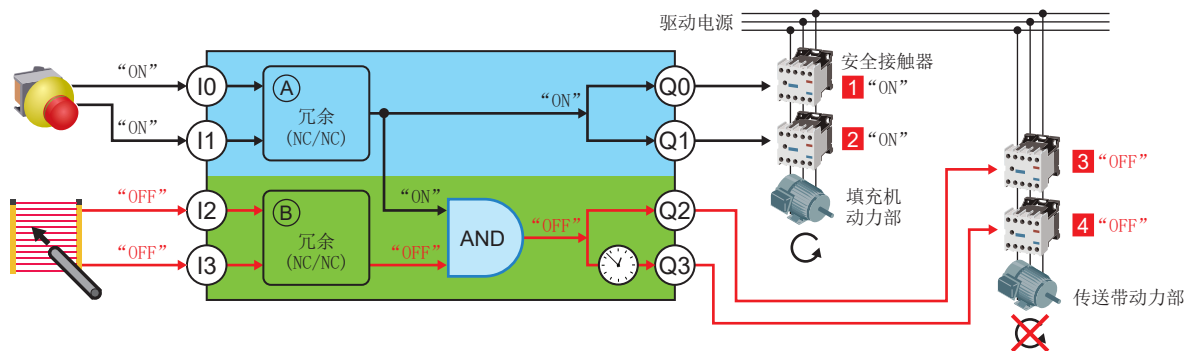 驱动电源
安全接触器
“ON”
I0
A
冗余
(NC/NC)
“ON”
Q0
1 “ON”
“ON”
I1
Q1
2 “ON”
“OFF”
I2
B
冗余
(NC/NC)
“ON”
AND
“OFF”
Q2
填充机
动力部
3 “OFF”
“OFF”
I3
“OFF”
Q3
4 “OFF”
传送带动力部